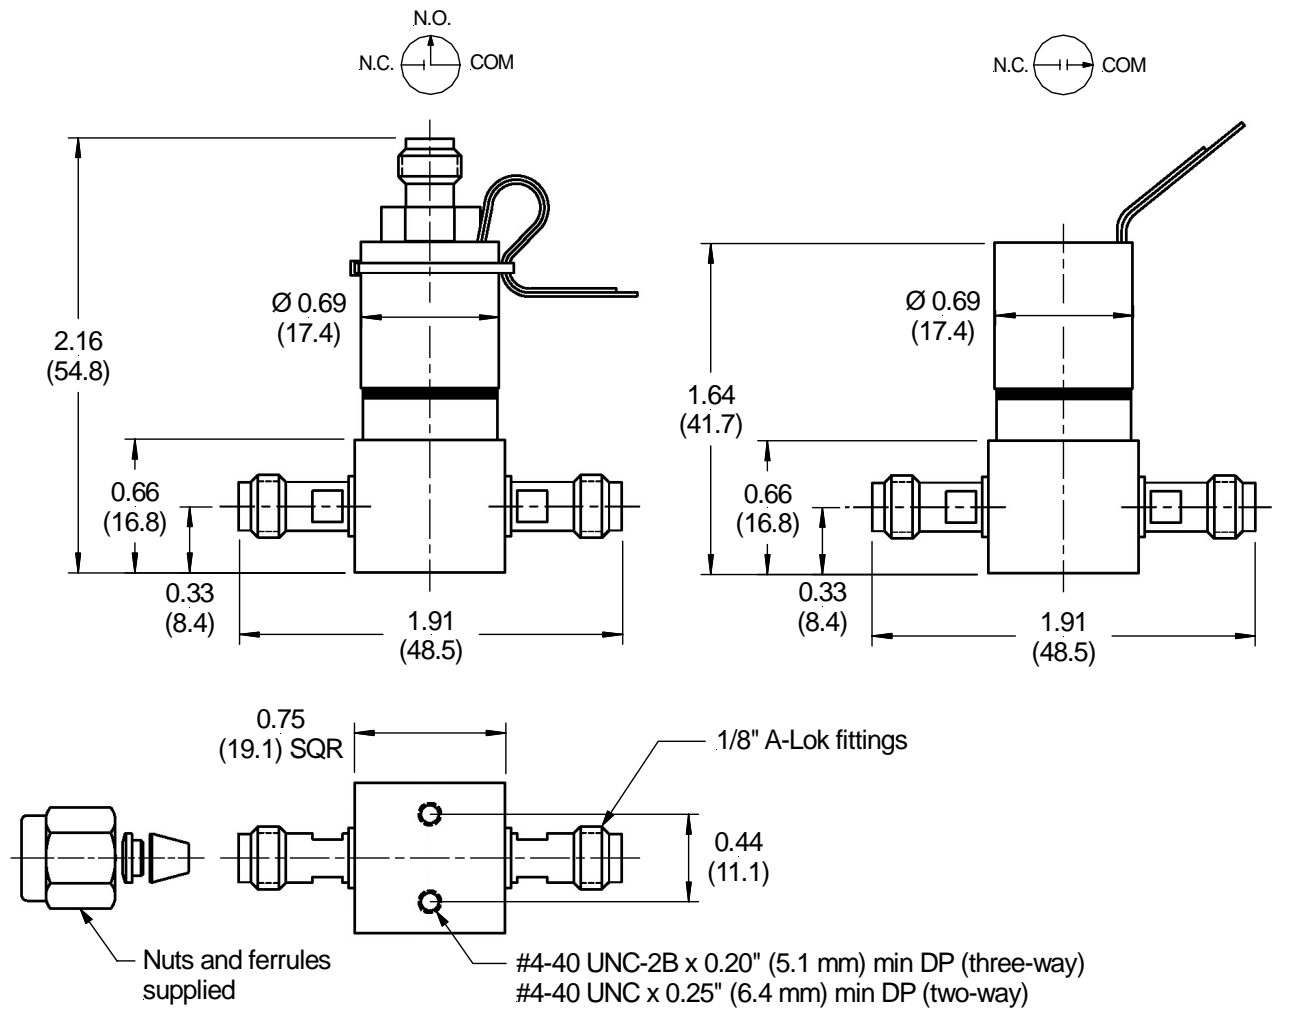 N.O.
N.C.
COM
N.C.
COM
Ø 0.69
(17.4)
2.16
(54.8)
0.66
(16.8)
0.33
(8.4)
1.91
(48.5)
Ø 0.69
(17.4)
1.64
(41.7)
0.66
(16.8)
0.33
(8.4)
1.91
(48.5)
0.75
(19.1) SQR
1/8" A-Lok fittings
0.44
(11.1)
Nuts and ferrules
supplied
#4-40 UNC-2B x 0.20" (5.1 mm) min DP (three-way)
#4-40 UNC x 0.25" (6.4 mm) min DP (two-way)